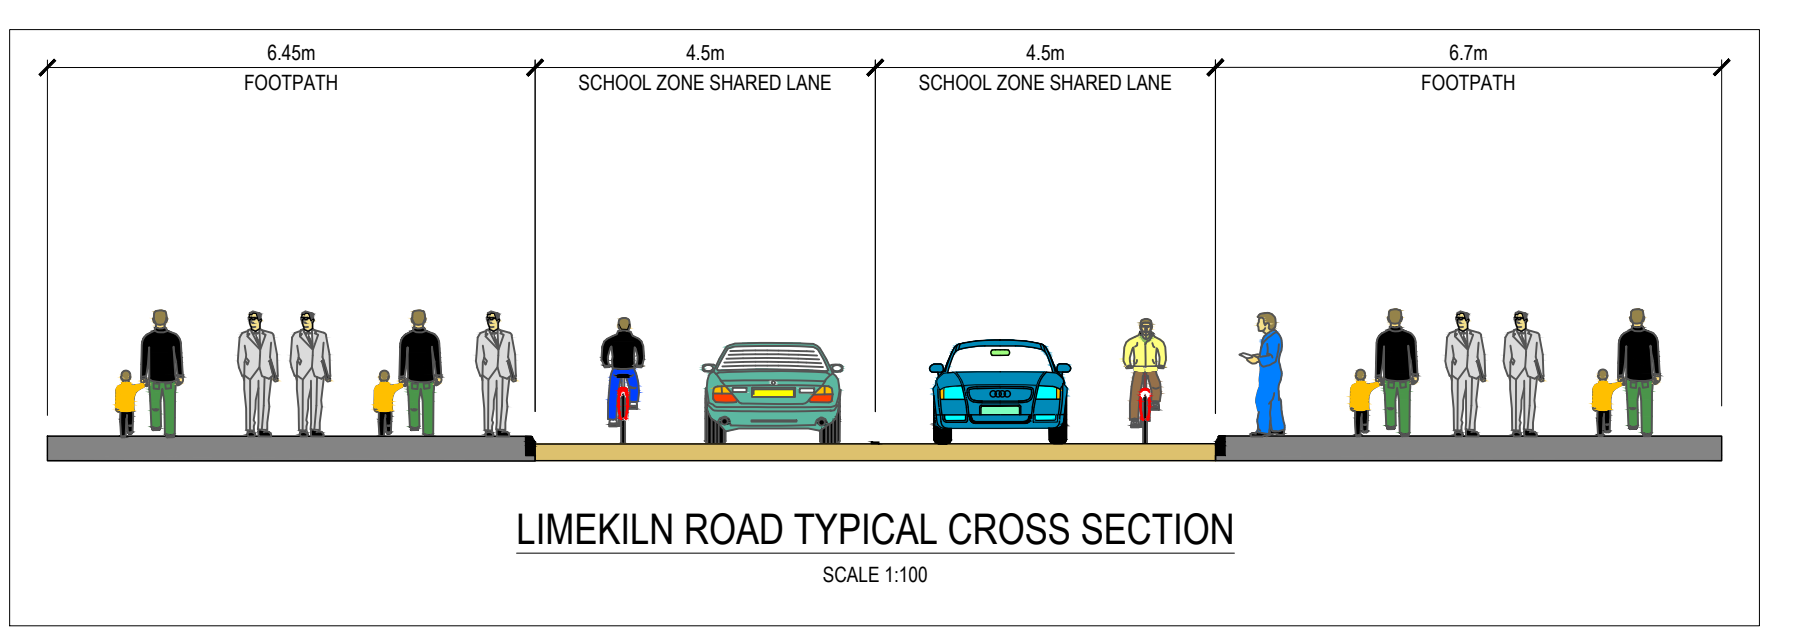 6.45m
4.5m
4.5m
6.7m
FOOTPATH
SCHOOL ZONE SHARED LANE
SCHOOL ZONE SHARED LANE
FOOTPATH
LIMEKILN ROAD TYPICAL CROSS SECTION
SCALE 1:100